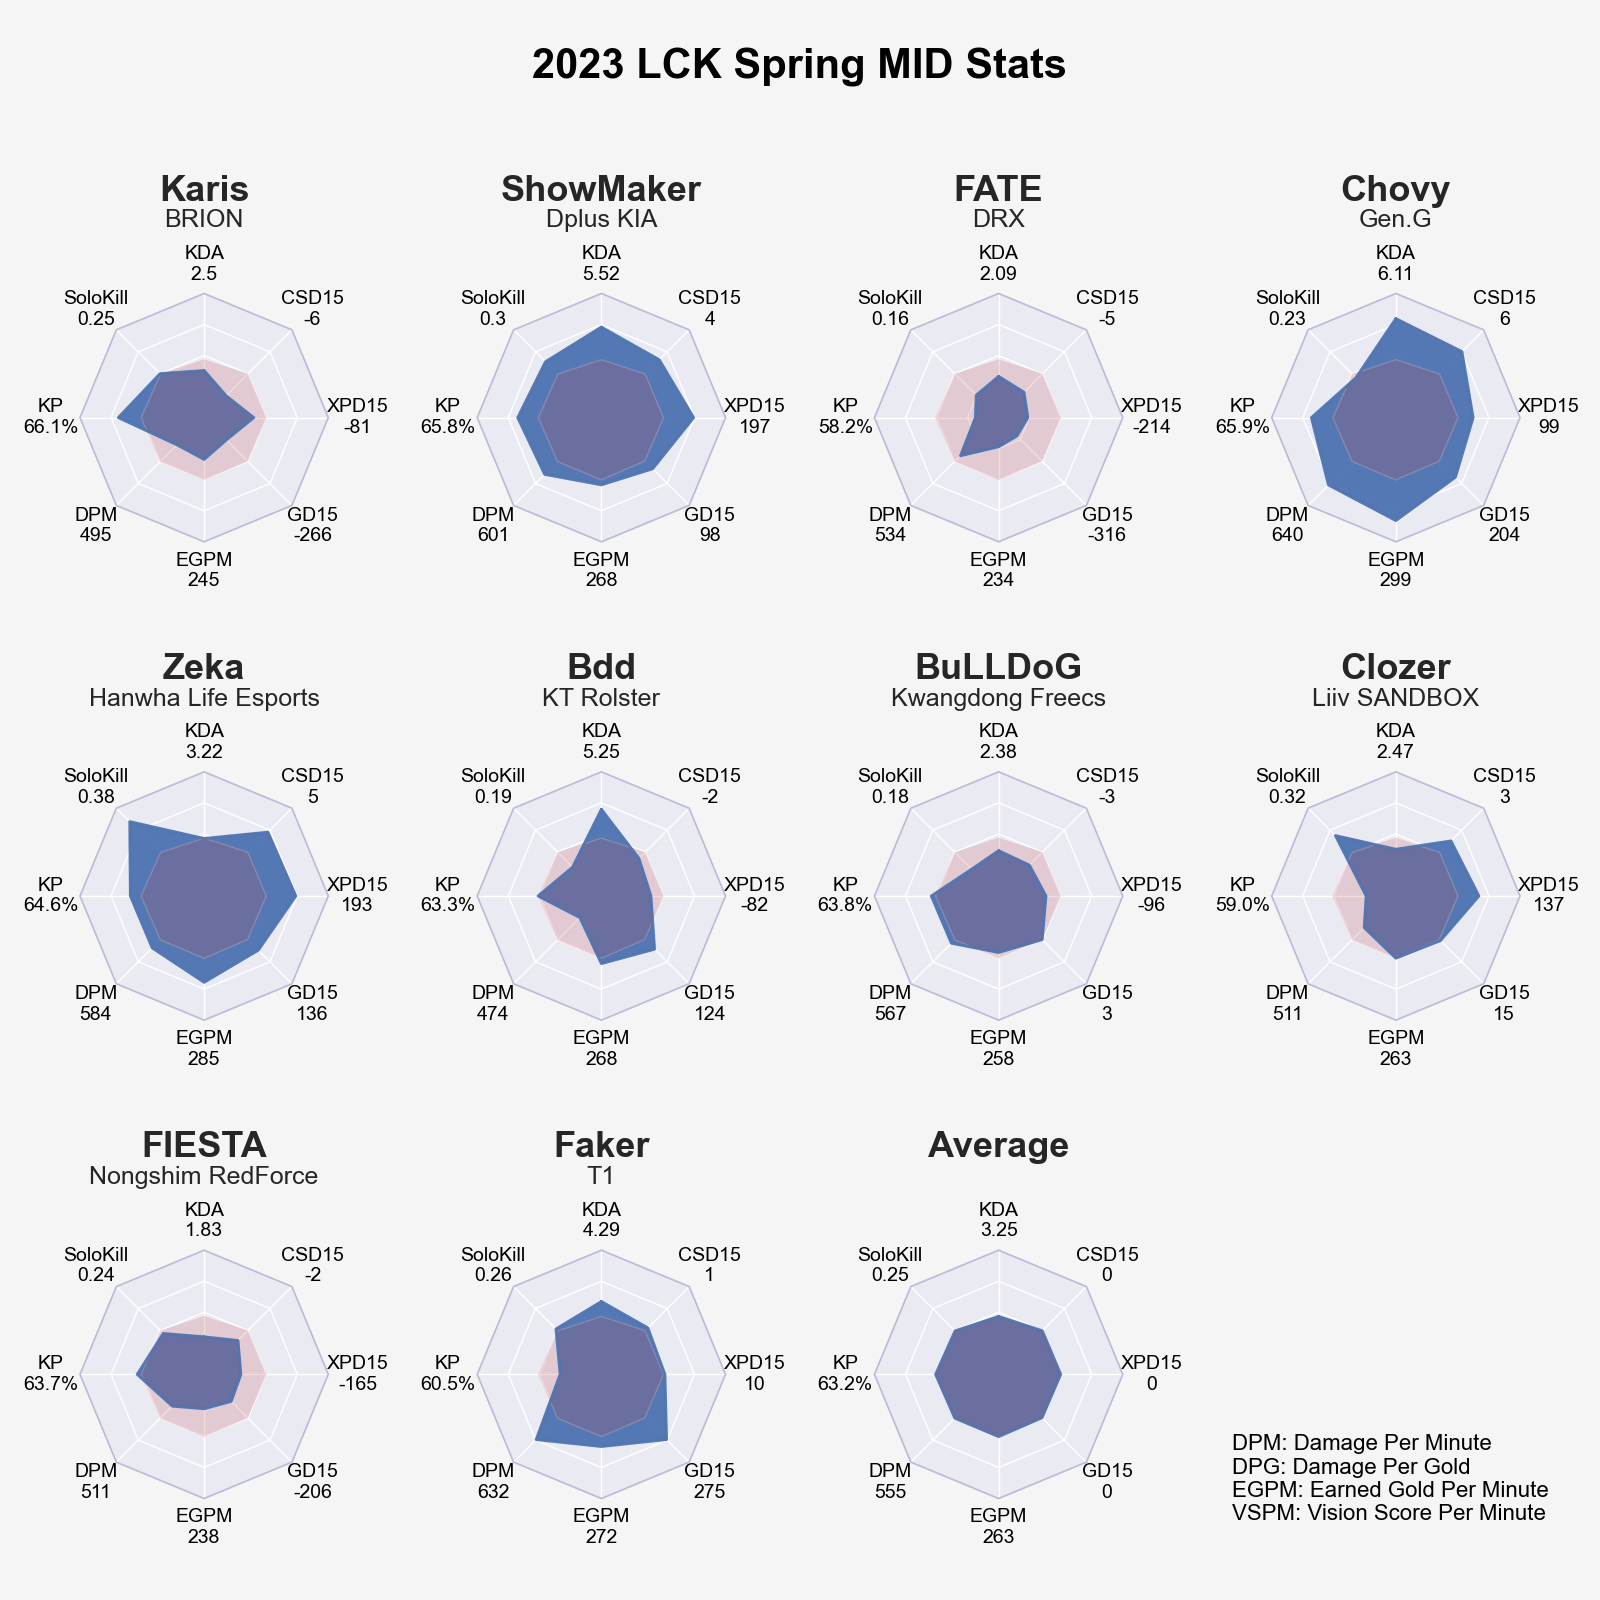 2023 LCK Spring MID Stats
Karis
BRION
KDA
2.5
SoloKill
0.25
CSD15
-6
KP
66.1%
XPD15
-81
DPM
495
GD15
-266
EGPM
245
ShowMaker
Dplus KIA
KDA
5.52
SoloKill
0.3
CSD15
4
KP
65.8%
XPD15
197
DPM
601
GD15
98
EGPM
268
FATE
DRX
KDA
2.09
SoloKill
0.16
CSD15
-5
KP
58.2%
XPD15
-214
DPM
534
GD15
-316
EGPM
234
Chovy
Gen.G
KDA
6.11
SoloKill
0.23
CSD15
6
KP
65.9%
XPD15
99
DPM
640
GD15
204
EGPM
299
Zeka
Hanwha Life Esports
KDA
3.22
SoloKill
0.38
CSD15
5
KP
64.6%
XPD15
193
DPM
584
GD15
136
EGPM
285
Bdd
KT Rolster
KDA
5.25
SoloKill
0.19
CSD15
-2
KP
63.3%
XPD15
-82
DPM
474
GD15
124
EGPM
268
BuLLDoG
Kwangdong Freecs
KDA
2.38
SoloKill
0.18
CSD15
-3
KP
63.8%
XPD15
-96
DPM
567
GD15
3
EGPM
258
Clozer
Liiv SANDBOX
KDA
2.47
SoloKill
0.32
CSD15
3
KP
59.0%
XPD15
137
DPM
511
GD15
15
EGPM
263
FIESTA
Nongshim RedForce
KDA
1.83
SoloKill
0.24
CSD15
-2
KP
63.7%
XPD15
-165
DPM
511
GD15
-206
EGPM
238
Faker
T1
KDA
4.29
SoloKill
0.26
CSD15
1
KP
60.5%
XPD15
10
DPM
632
GD15
275
EGPM
272
Average
KDA
3.25
SoloKill
0.25
CSD15
0
KP
63.2%
XPD15
0
DPM
555
GD15
0
EGPM
263
DPM: Damage Per Minute
DPG: Damage Per Gold
EGPM: Earned Gold Per Minute
VSPM: Vision Score Per Minute